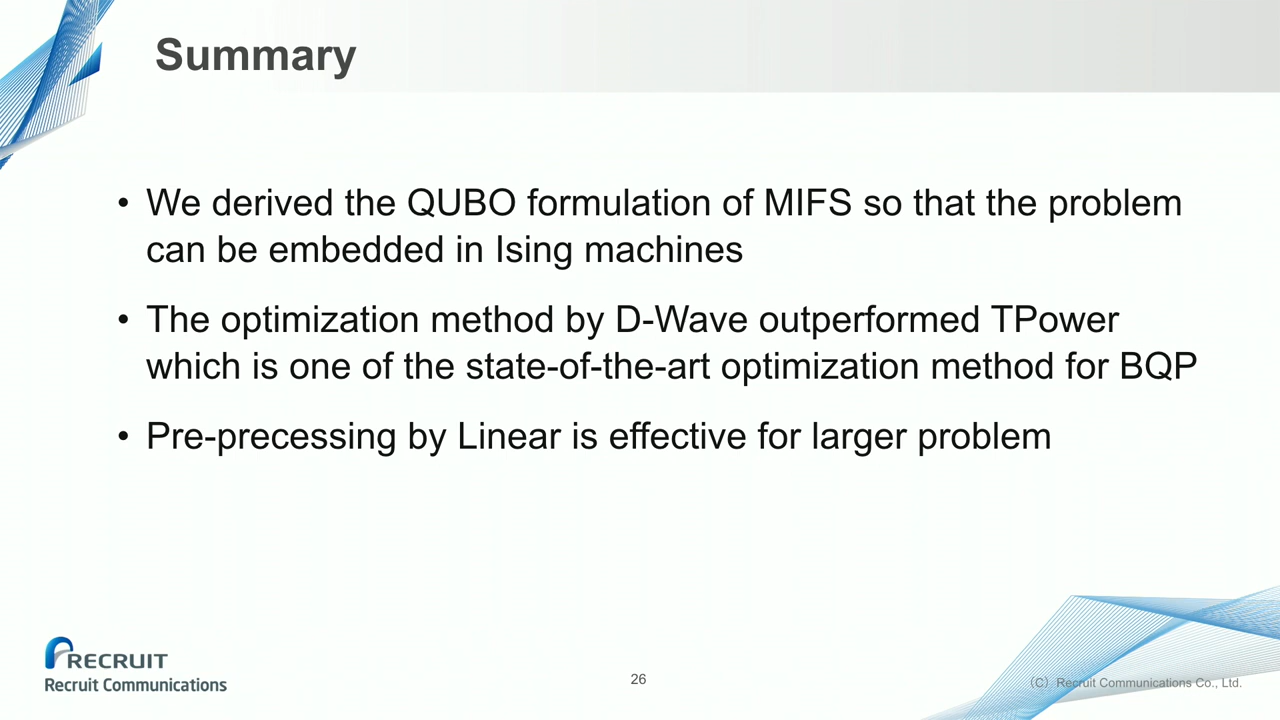 Summary
• We derived the QUBO formulation of MIFS so that the problem
can be embedded in Ising machines
• The optimization method by D-Wave outperformed TPower
which is one of the state-of-the-art optimization method for BQP
• Pre-precessing by Linear is effective for larger problem
RECRUIT
Recruit Communications
26
（C）Recruit Communications Co., Ltd.